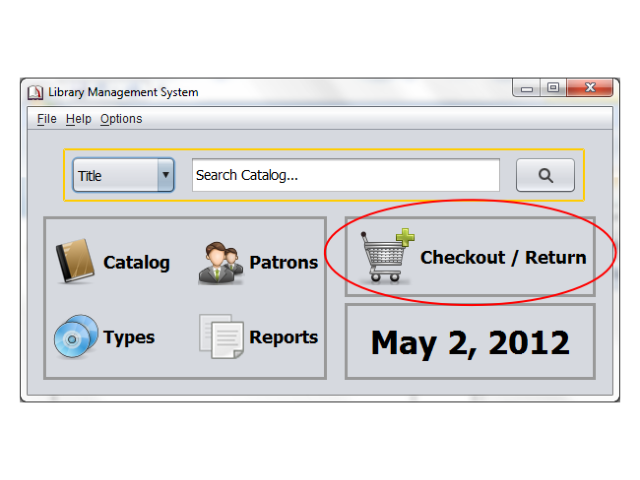 Library Management System
File Help Options
Title Search Catalog...
Catalog Patrons Checkout / Return
Types Reports May 2, 2012